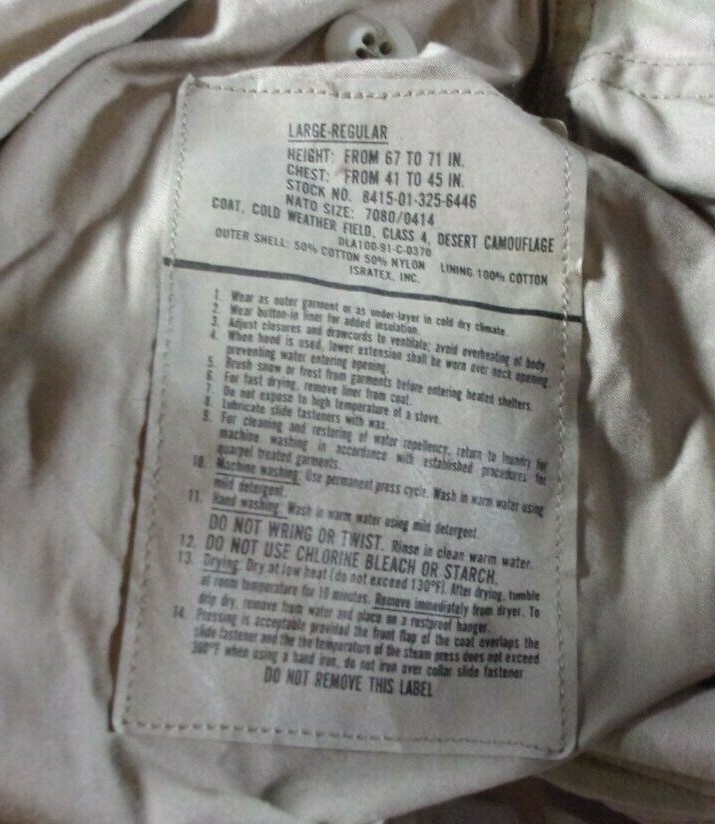 LARGE-REGULAR
HEIGHT: FROM 67 TO 71 IN.
CHEST: FROM 41 TO 45 IN.
STOCK NO. 8415-01-325-6446
NATO SIZE: 7080/0414
COAT, COLD WEATHER FIELD, CLASS 4, DESERT CAMOUFLAGE
DLA100-91-C-0370
OUTER SHELL: 50% COTTON 50% NYLON LINING 100% COTTON
ISRATEX, INC.
1. Wear as outer garment or as under-layer in cold dry climate.
2. Wear button-in liner for added insulation.
3. Adjust closures and drawcords to ventilate; avoid overheating of body.
4. When hood is used, lower extension shall be worn over neck opening,
preventing water entering opening.
5. Brush snow or frost from garments before entering heated shelters.
6. For fast drying, remove liner from coat.
7. Do not expose to high temperature of a stove.
8. Lubricate slide fasteners with wax.
9. For cleaning and restoring of water repellency, return to laundry for
machine washing in accordance with established procedures for
quarpel treated garments.
10. Machine washing: Use permanent press cycle. Wash in warm water using
mild detergent.
11. Hand washing: Wash in warm water using mild detergent
DO NOT WRING OR TWIST. Rinse in clean warm water.
12. DO NOT USE CHLORINE BLEACH OR STARCH.
13. Drying: Dry at low heat (do not exceed 130°F). After drying, tumble
at room temperature for 10 minutes. Remove immediately from dryer. To
drip dry, remove from water and place on a rustproof hanger.
14. Pressing is acceptable provided the front flap of the coat overlaps the
slide fastener and the the temperature of the steam press does not exceed
300°F when using a hand iron, do not iron over collar slide fastener
DO NOT REMOVE THIS LABEL